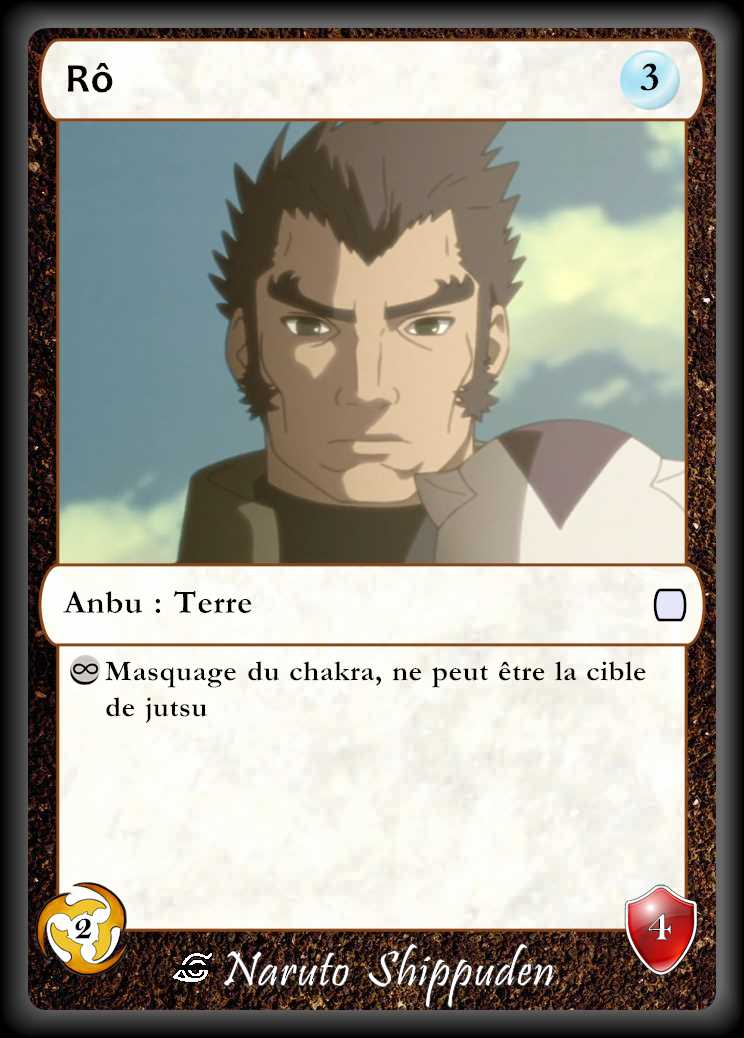 Rô
3
Anbu : Terre
∞ Masquage du chakra, ne peut être la cible
de jutsu
2
4
Naruto Shippuden